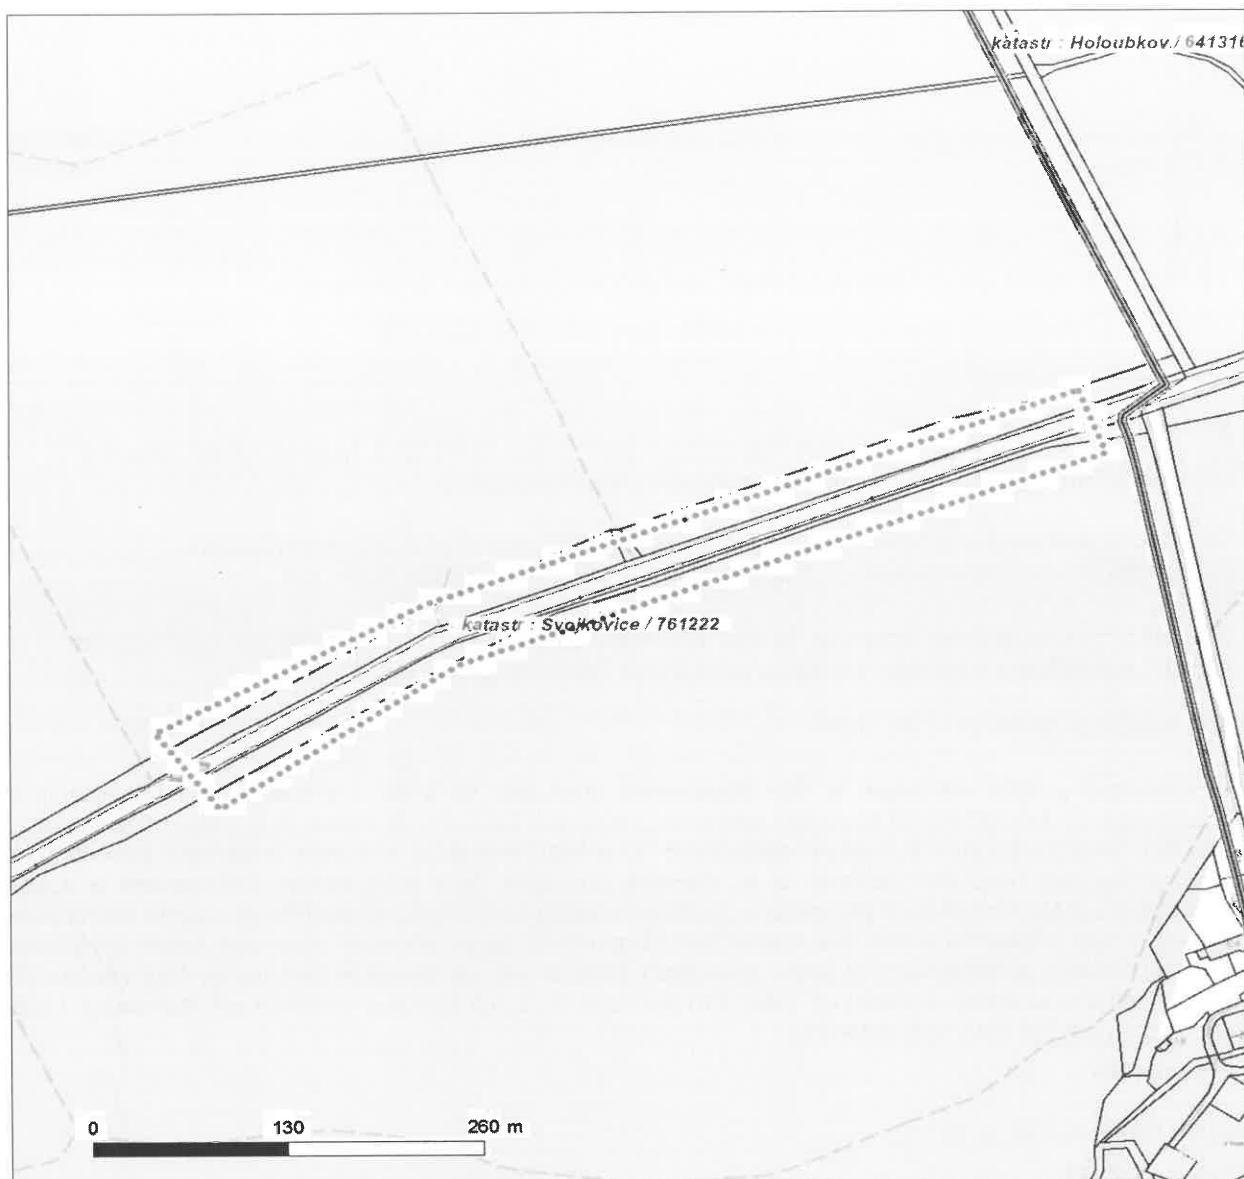 katastr : Holoubkov / 641316
katastr : Svojkovice / 761222
0 130 260 m